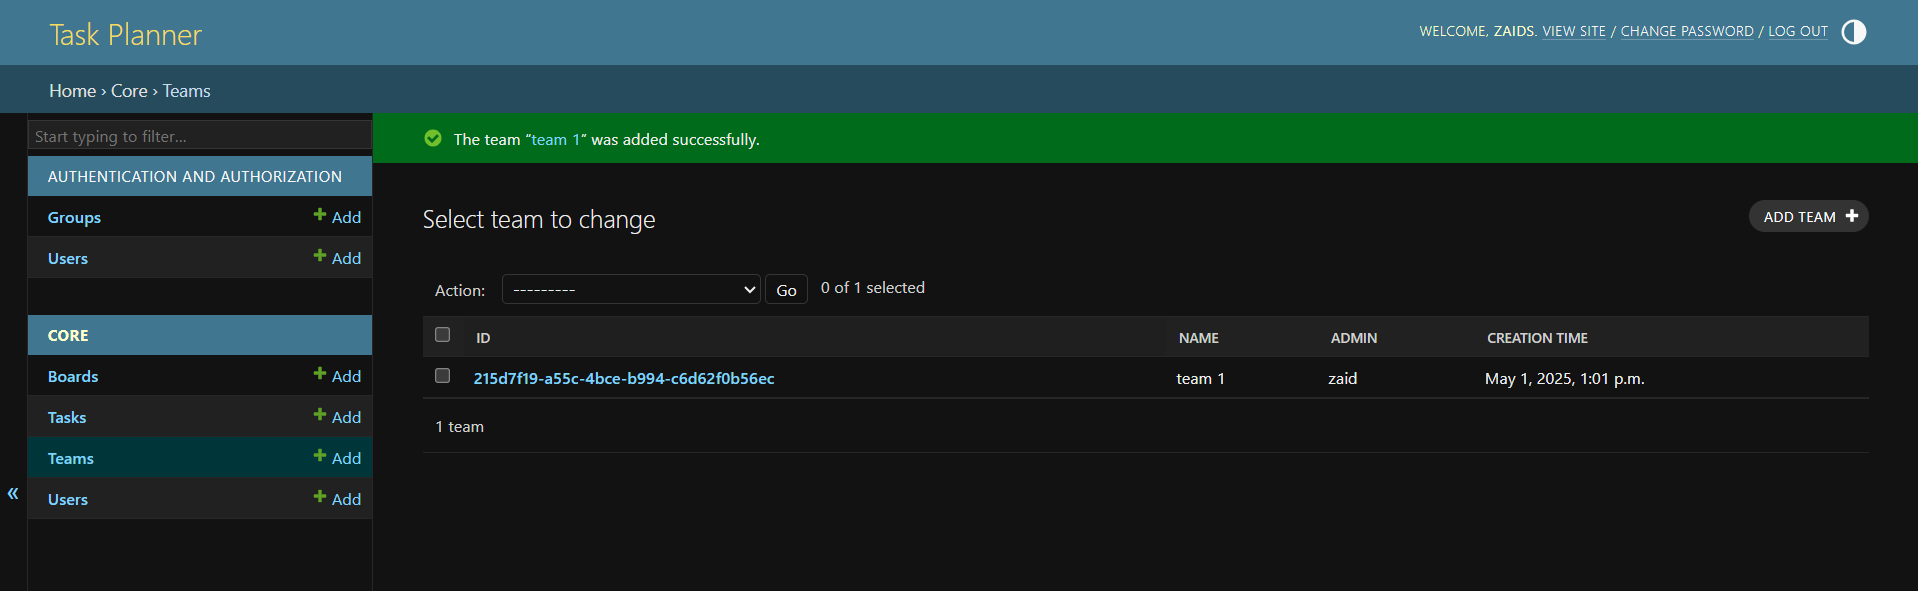 Task Planner
WELCOME, ZAIDS. VIEW SITE / CHANGE PASSWORD / LOG OUT
Home › Core › Teams
Start typing to filter...
AUTHENTICATION AND AUTHORIZATION
Groups + Add
Users + Add
CORE
Boards + Add
Tasks + Add
Teams + Add
Users + Add
«
The team “team 1” was added successfully.
Select team to change
ADD TEAM +
Action: --------- Go 0 of 1 selected
ID NAME ADMIN CREATION TIME
215d7f19-a55c-4bce-b994-c6d62f0b56ec team 1 zaid May 1, 2025, 1:01 p.m.
1 team